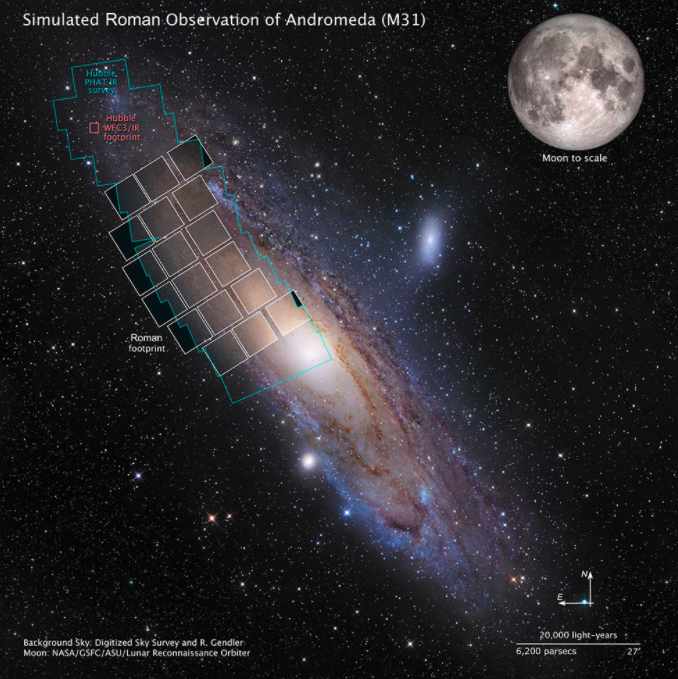 Simulated Roman Observation of Andromeda (M31)
Hubble
PHAT IR
survey
Hubble
WFC3/IR
footprint
Moon to scale
Roman
footprint
N
E
20,000 light-years
6,200 parsecs 27'
Background Sky: Digitized Sky Survey and R. Gendler
Moon: NASA/GSFC/ASU/Lunar Reconnaissance Orbiter